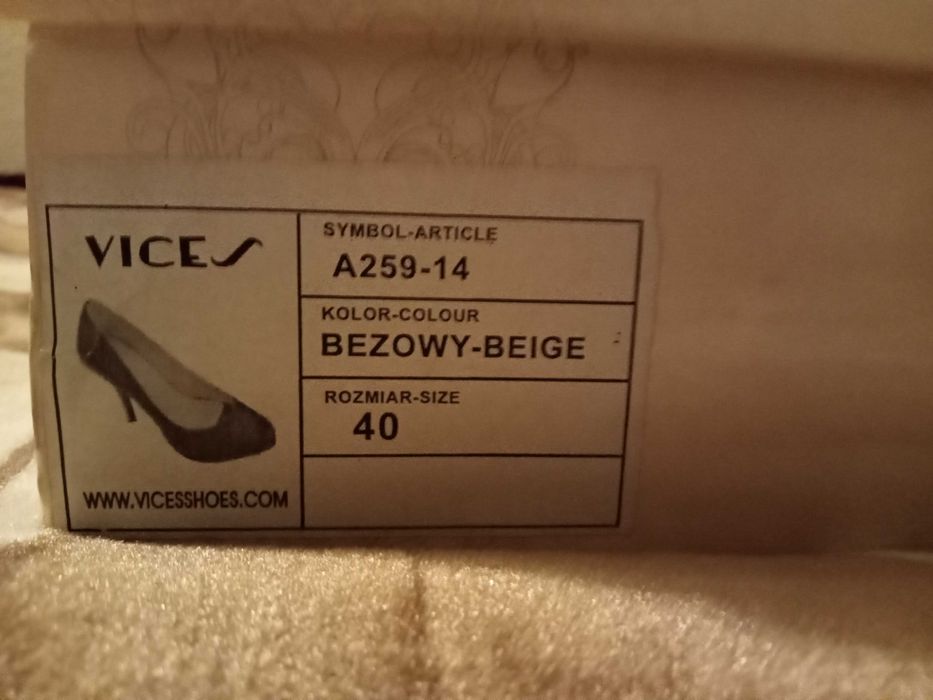 VICES
WWW.VICESSHOES.COM
SYMBOL-ARTICLE
A259-14
KOLOR-COLOUR
BEZOWY-BEIGE
ROZMIAR-SIZE
40